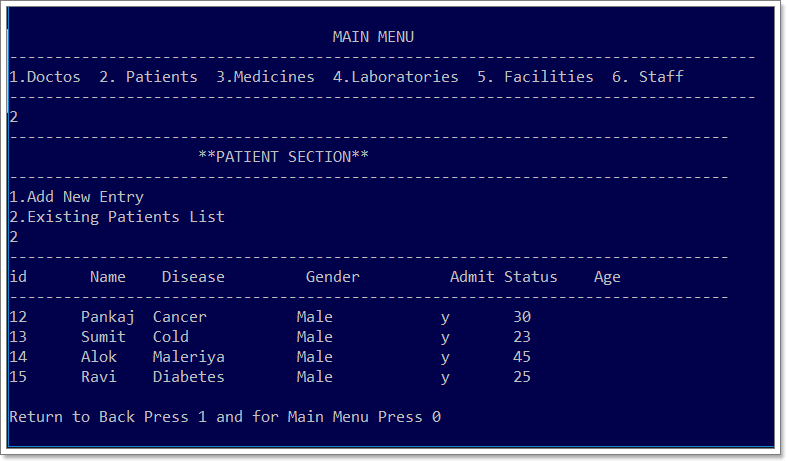 MAIN MENU
-----------------------------------------------------------------------------------
1.Doctos  2. Patients  3.Medicines  4.Laboratories  5. Facilities  6. Staff
-----------------------------------------------------------------------------------
2
--------------------------------------------------------------------------------
**PATIENT SECTION**
--------------------------------------------------------------------------------
1.Add New Entry
2.Existing Patients List
2
--------------------------------------------------------------------------------
id       Name    Disease         Gender          Admit Status    Age
--------------------------------------------------------------------------------
12      Pankaj  Cancer          Male            y       30
13      Sumit   Cold            Male            y       23
14      Alok    Maleriya        Male            y       45
15      Ravi    Diabetes        Male            y       25
Return to Back Press 1 and for Main Menu Press 0